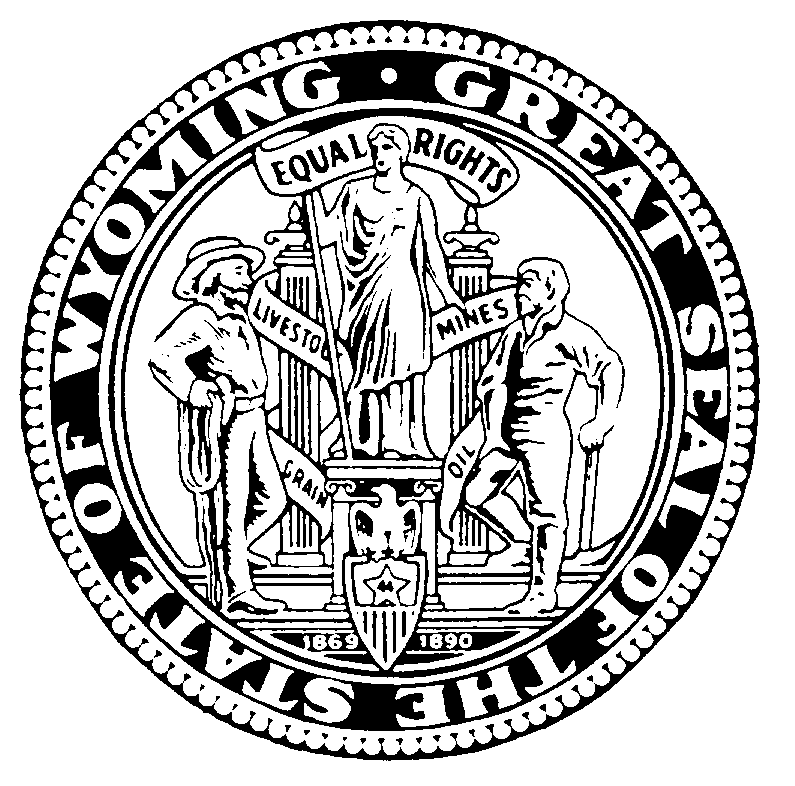 GREAT SEAL OF THE STATE OF WYOMING •
EQUAL RIGHTS
LIVESTO
MINES
GRAIN
OIL
44
1869 1890